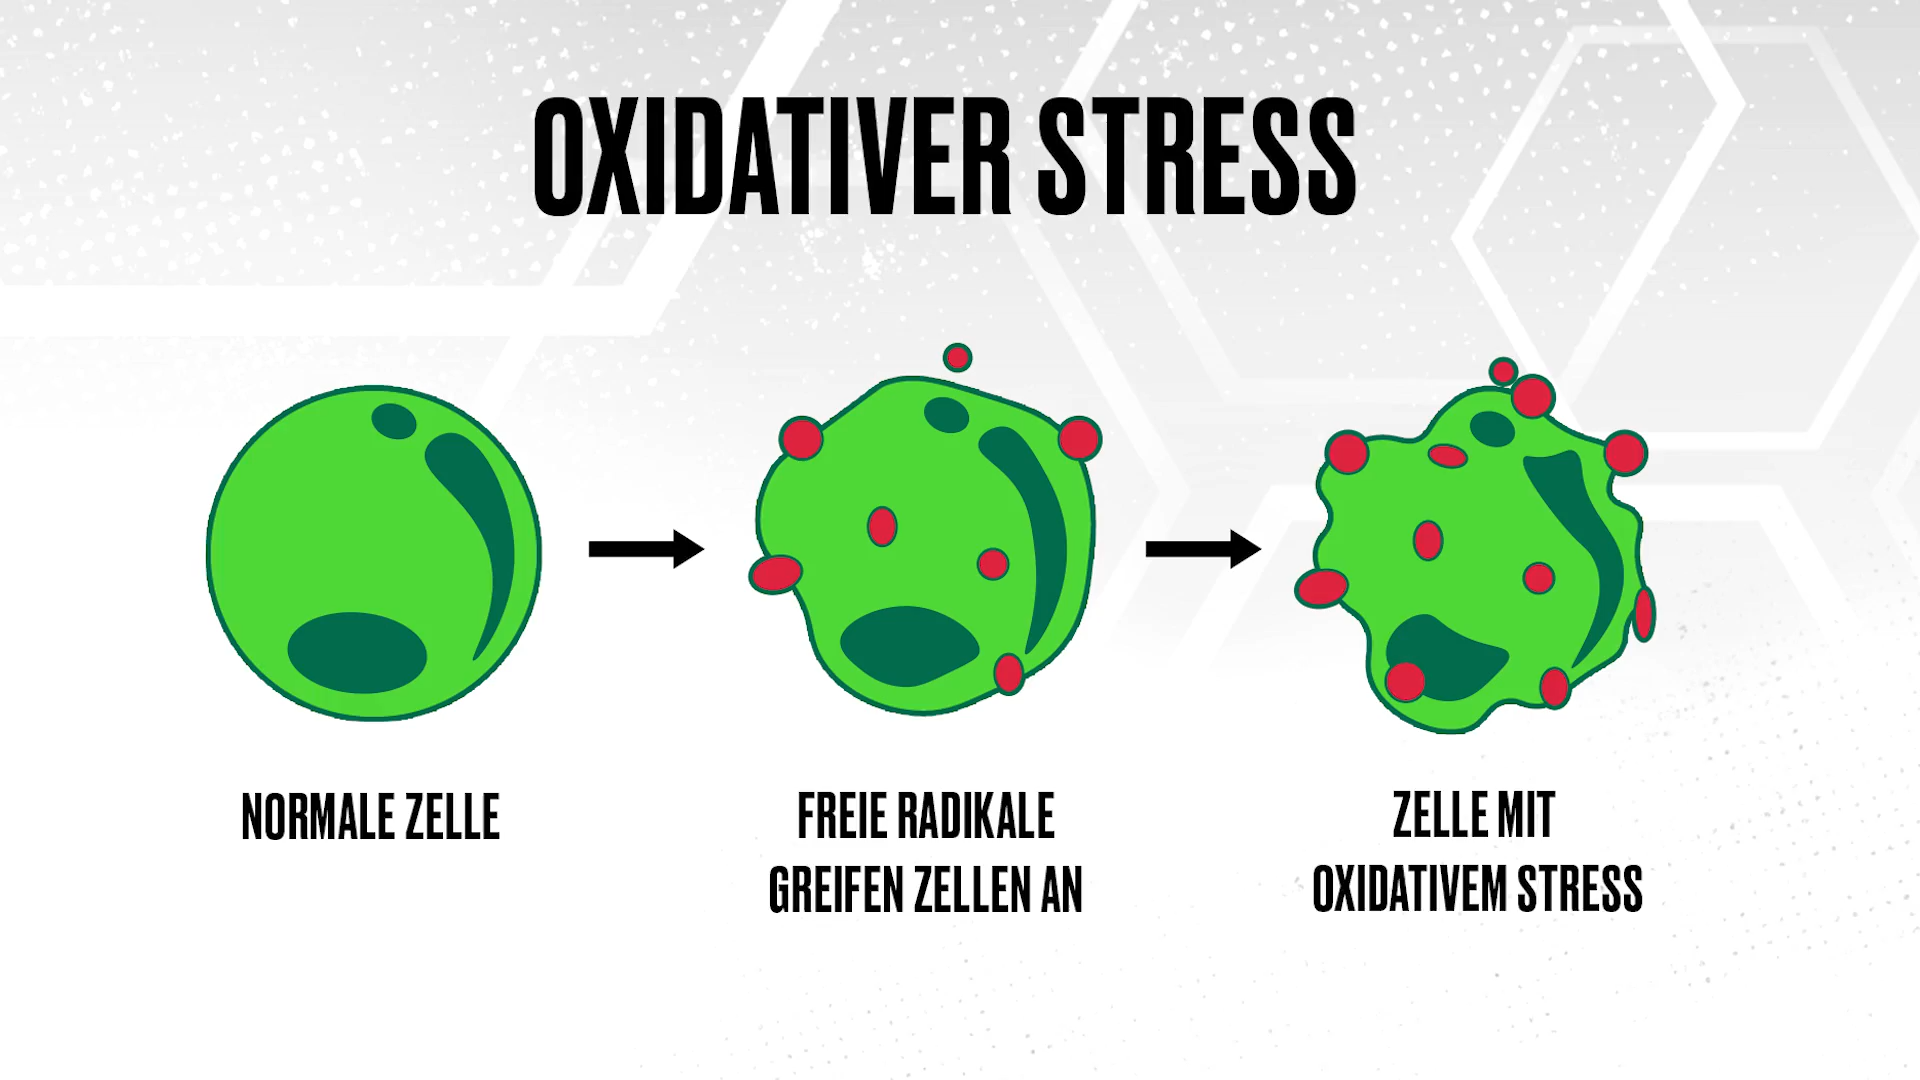 OXIDATIVER STRESS
NORMALE ZELLE
FREIE RADIKALE
GREIFEN ZELLEN AN
ZELLE MIT
OXIDATIVEM STRESS